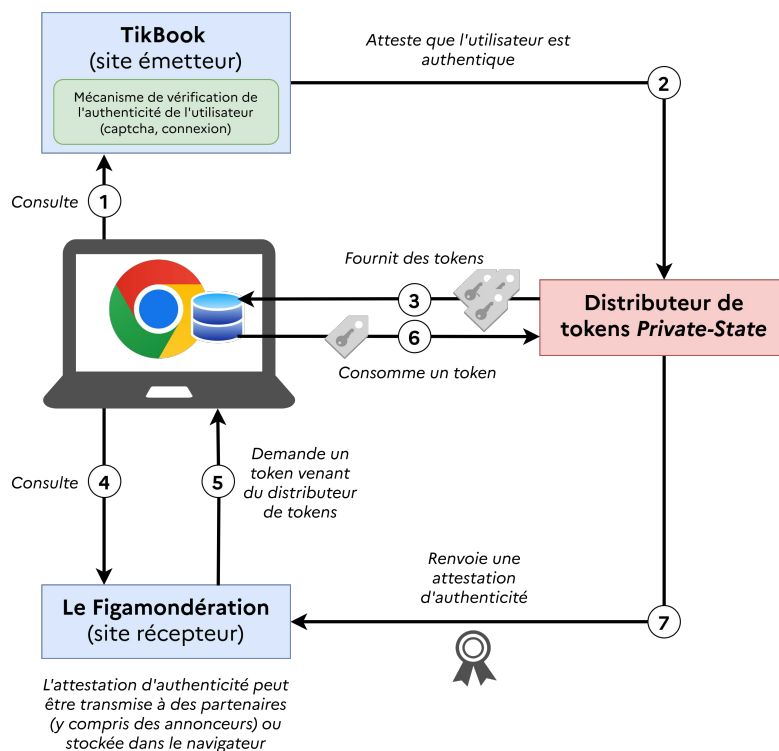 TikBook
(site émetteur)
Mécanisme de vérification de
l'authenticité de l'utilisateur
(captcha, connexion)
Atteste que l'utilisateur est
authentique
2
Consulte
1
Fournit des tokens
3
6
Consomme un token
Distributeur de
tokens Private-State
Consulte
4
5
Demande un
token venant
du distributeur
de tokens
Renvoie une
attestation
d'authenticité
7
Le Figamondération
(site récepteur)
L'attestation d'authenticité peut
être transmise à des partenaires
(y compris des annonceurs) ou
stockée dans le navigateur